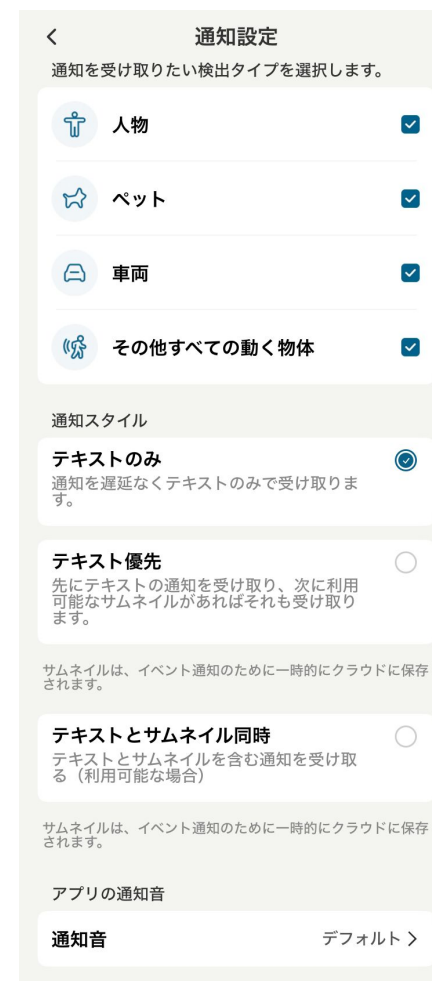 通知設定
通知を受け取りたい検出タイプを選択します。
人物
ペット
車両
その他すべての動く物体
通知スタイル
テキストのみ
通知を遅延なくテキストのみで受け取りま
す。
テキスト優先
先にテキストの通知を受け取り、次に利用
可能なサムネイルがあればそれも受け取り
ます。
サムネイルは、イベント通知のために一時的にクラウドに保存
されます。
テキストとサムネイル同時
テキストとサムネイルを含む通知を受け取
る（利用可能な場合）
サムネイルは、イベント通知のために一時的にクラウドに保存
されます。
アプリの通知音
通知音 デフォルト